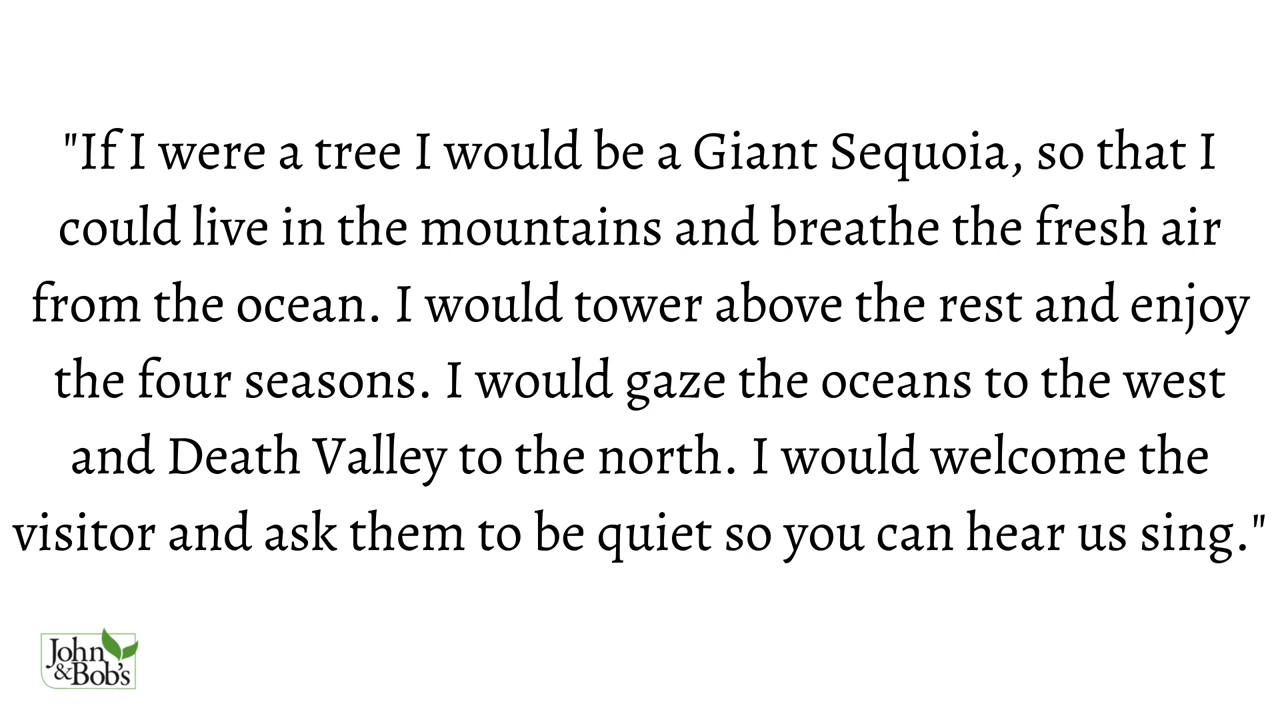 "If I were a tree I would be a Giant Sequoia, so that I
could live in the mountains and breathe the fresh air
from the ocean. I would tower above the rest and enjoy
the four seasons. I would gaze the oceans to the west
and Death Valley to the north. I would welcome the
visitor and ask them to be quiet so you can hear us sing."
John
&Bob's